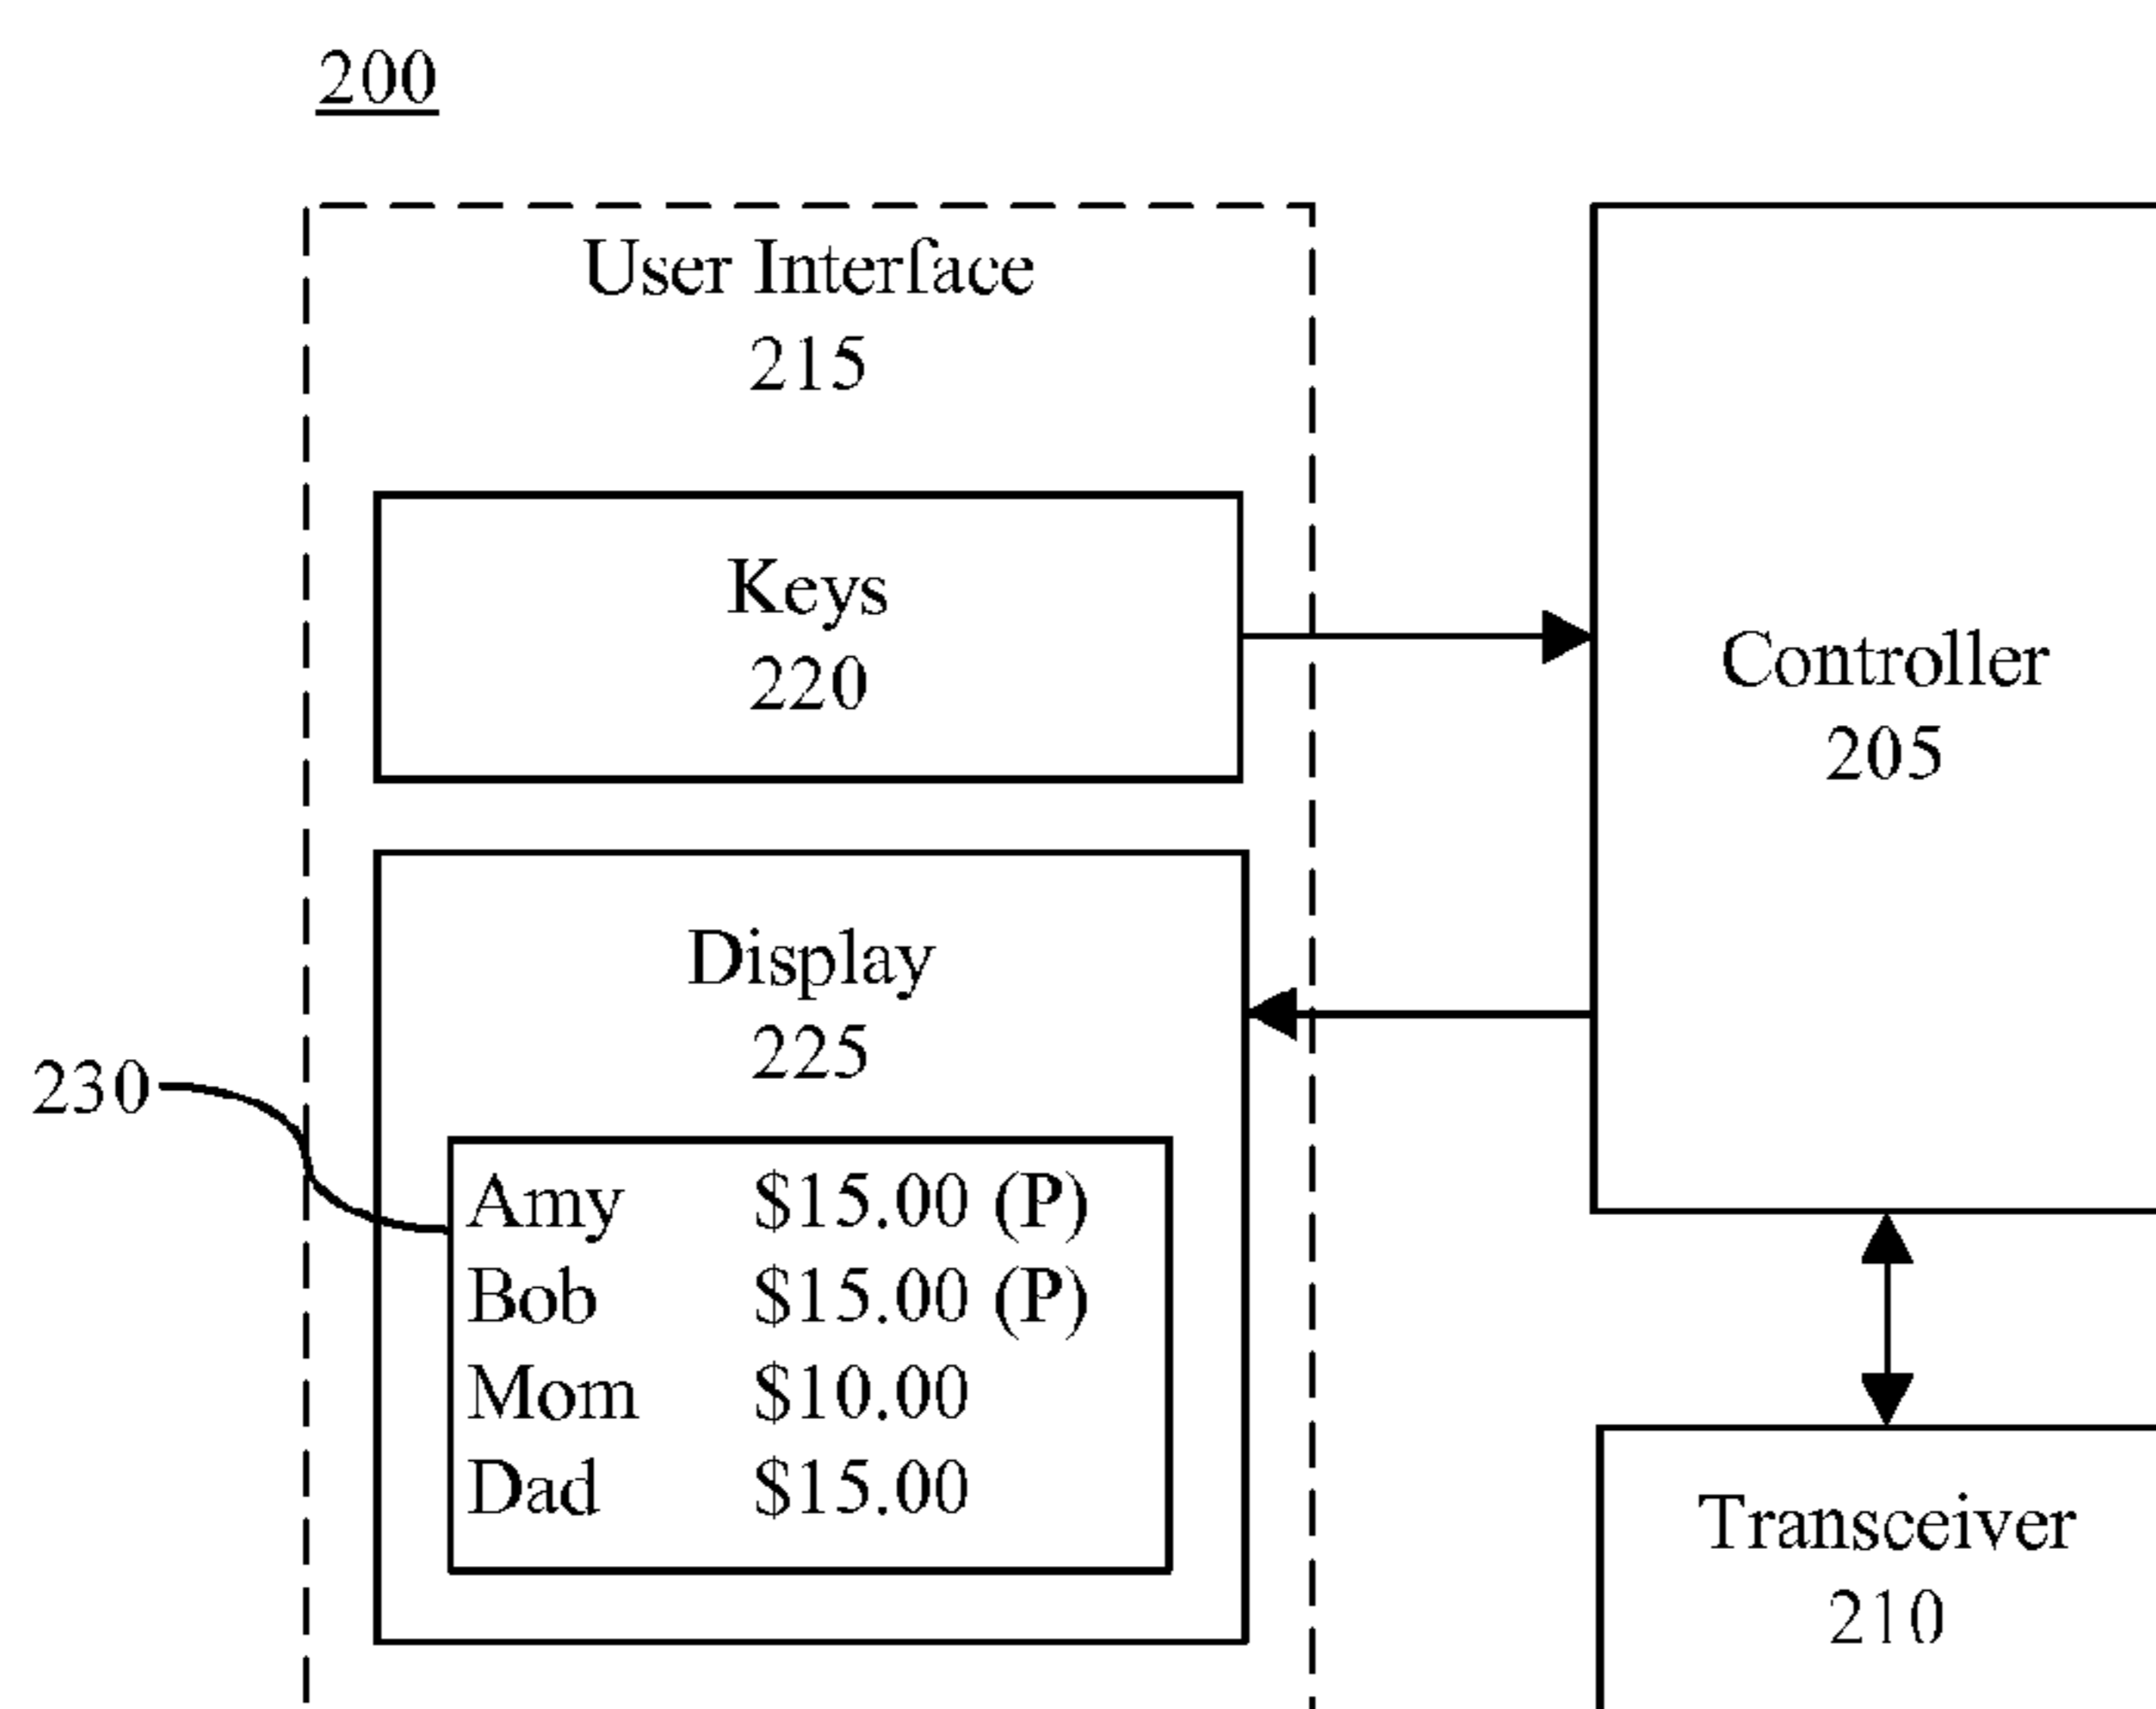 200
User Interface
215
Keys
220
Controller
205
Display
225
230
Amy $15.00 (P)
Bob $15.00 (P)
Mom $10.00
Dad $15.00
Transceiver
210